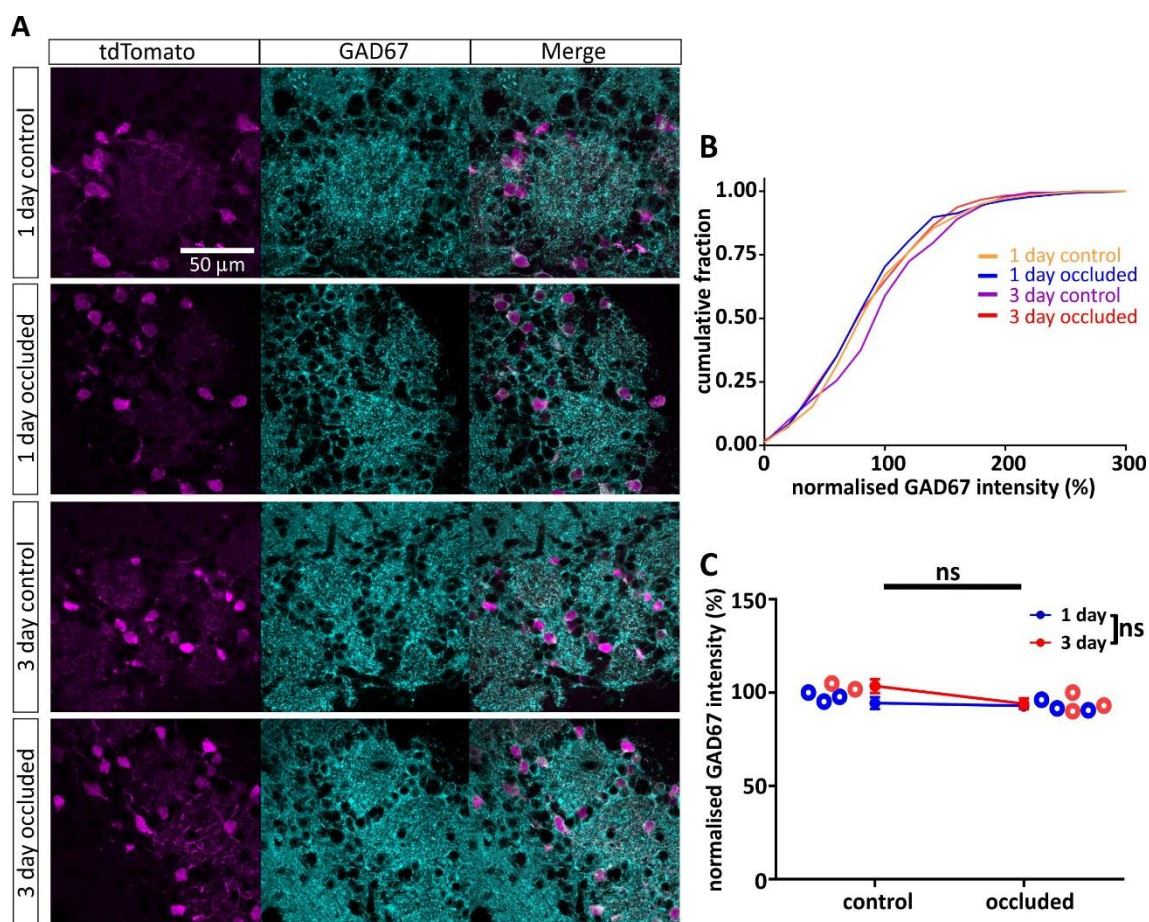 A
tdTomato GAD67 Merge
1 day control
50 µm
1 day occluded
3 day control
3 day occluded
B
1.00
0.75
0.50
0.25
0.00
cumulative fraction
1 day control
1 day occluded
3 day control
3 day occluded
0 100 200 300
normalised GAD67 intensity (%)
C
ns
150
100
50
0
normalised GAD67 intensity (%)
1 day
3 day
ns
control occluded